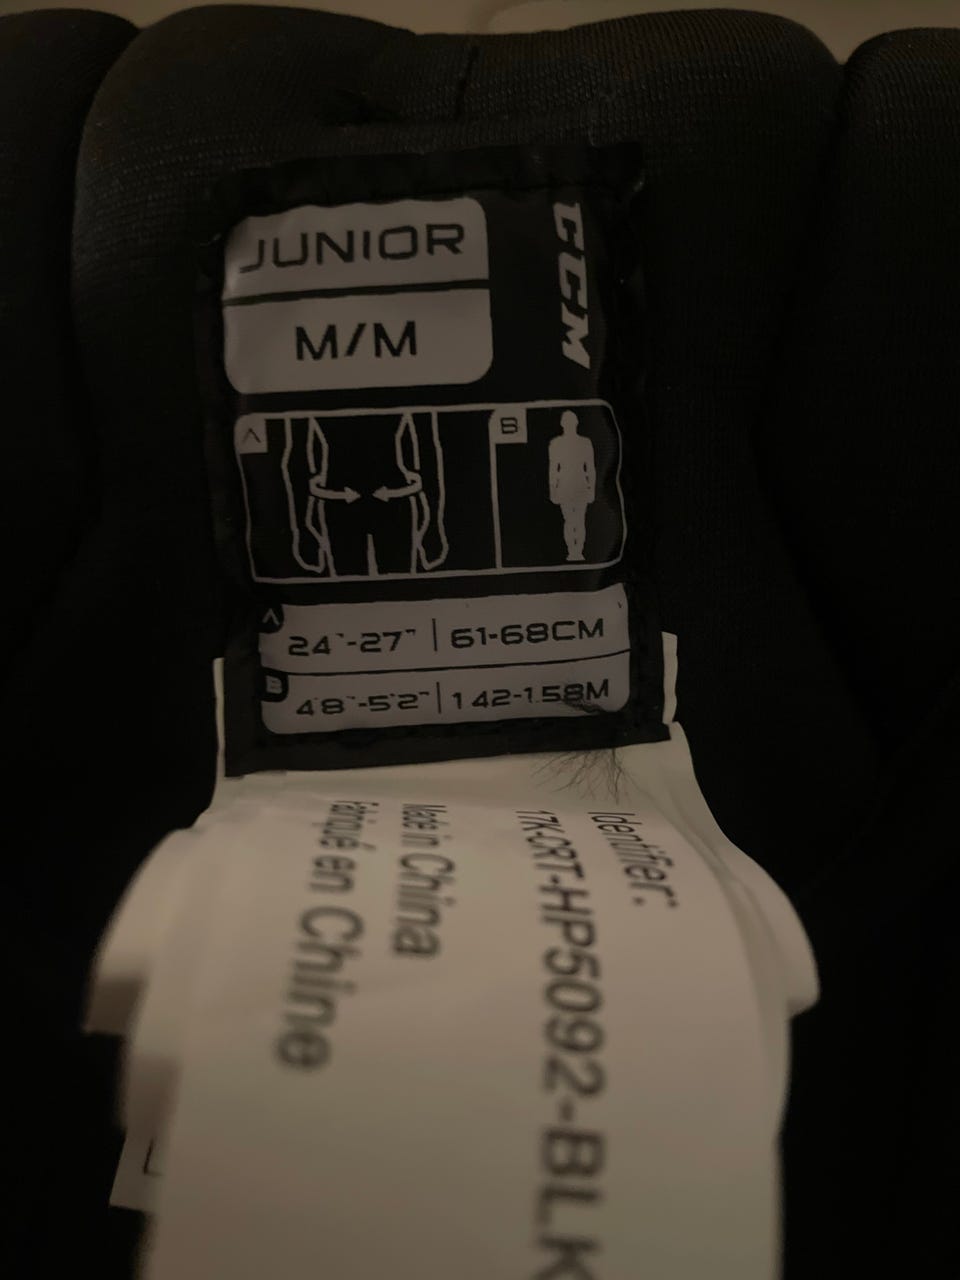 JUNIOR
M/M
CCM
A
B
A
24"-27" | 61-68CM
B
4'8"-5'2" | 1.42-1.58M
Identifier:
17K-CRT-HP5092-BLK
Made in China
Fabriqué en Chine